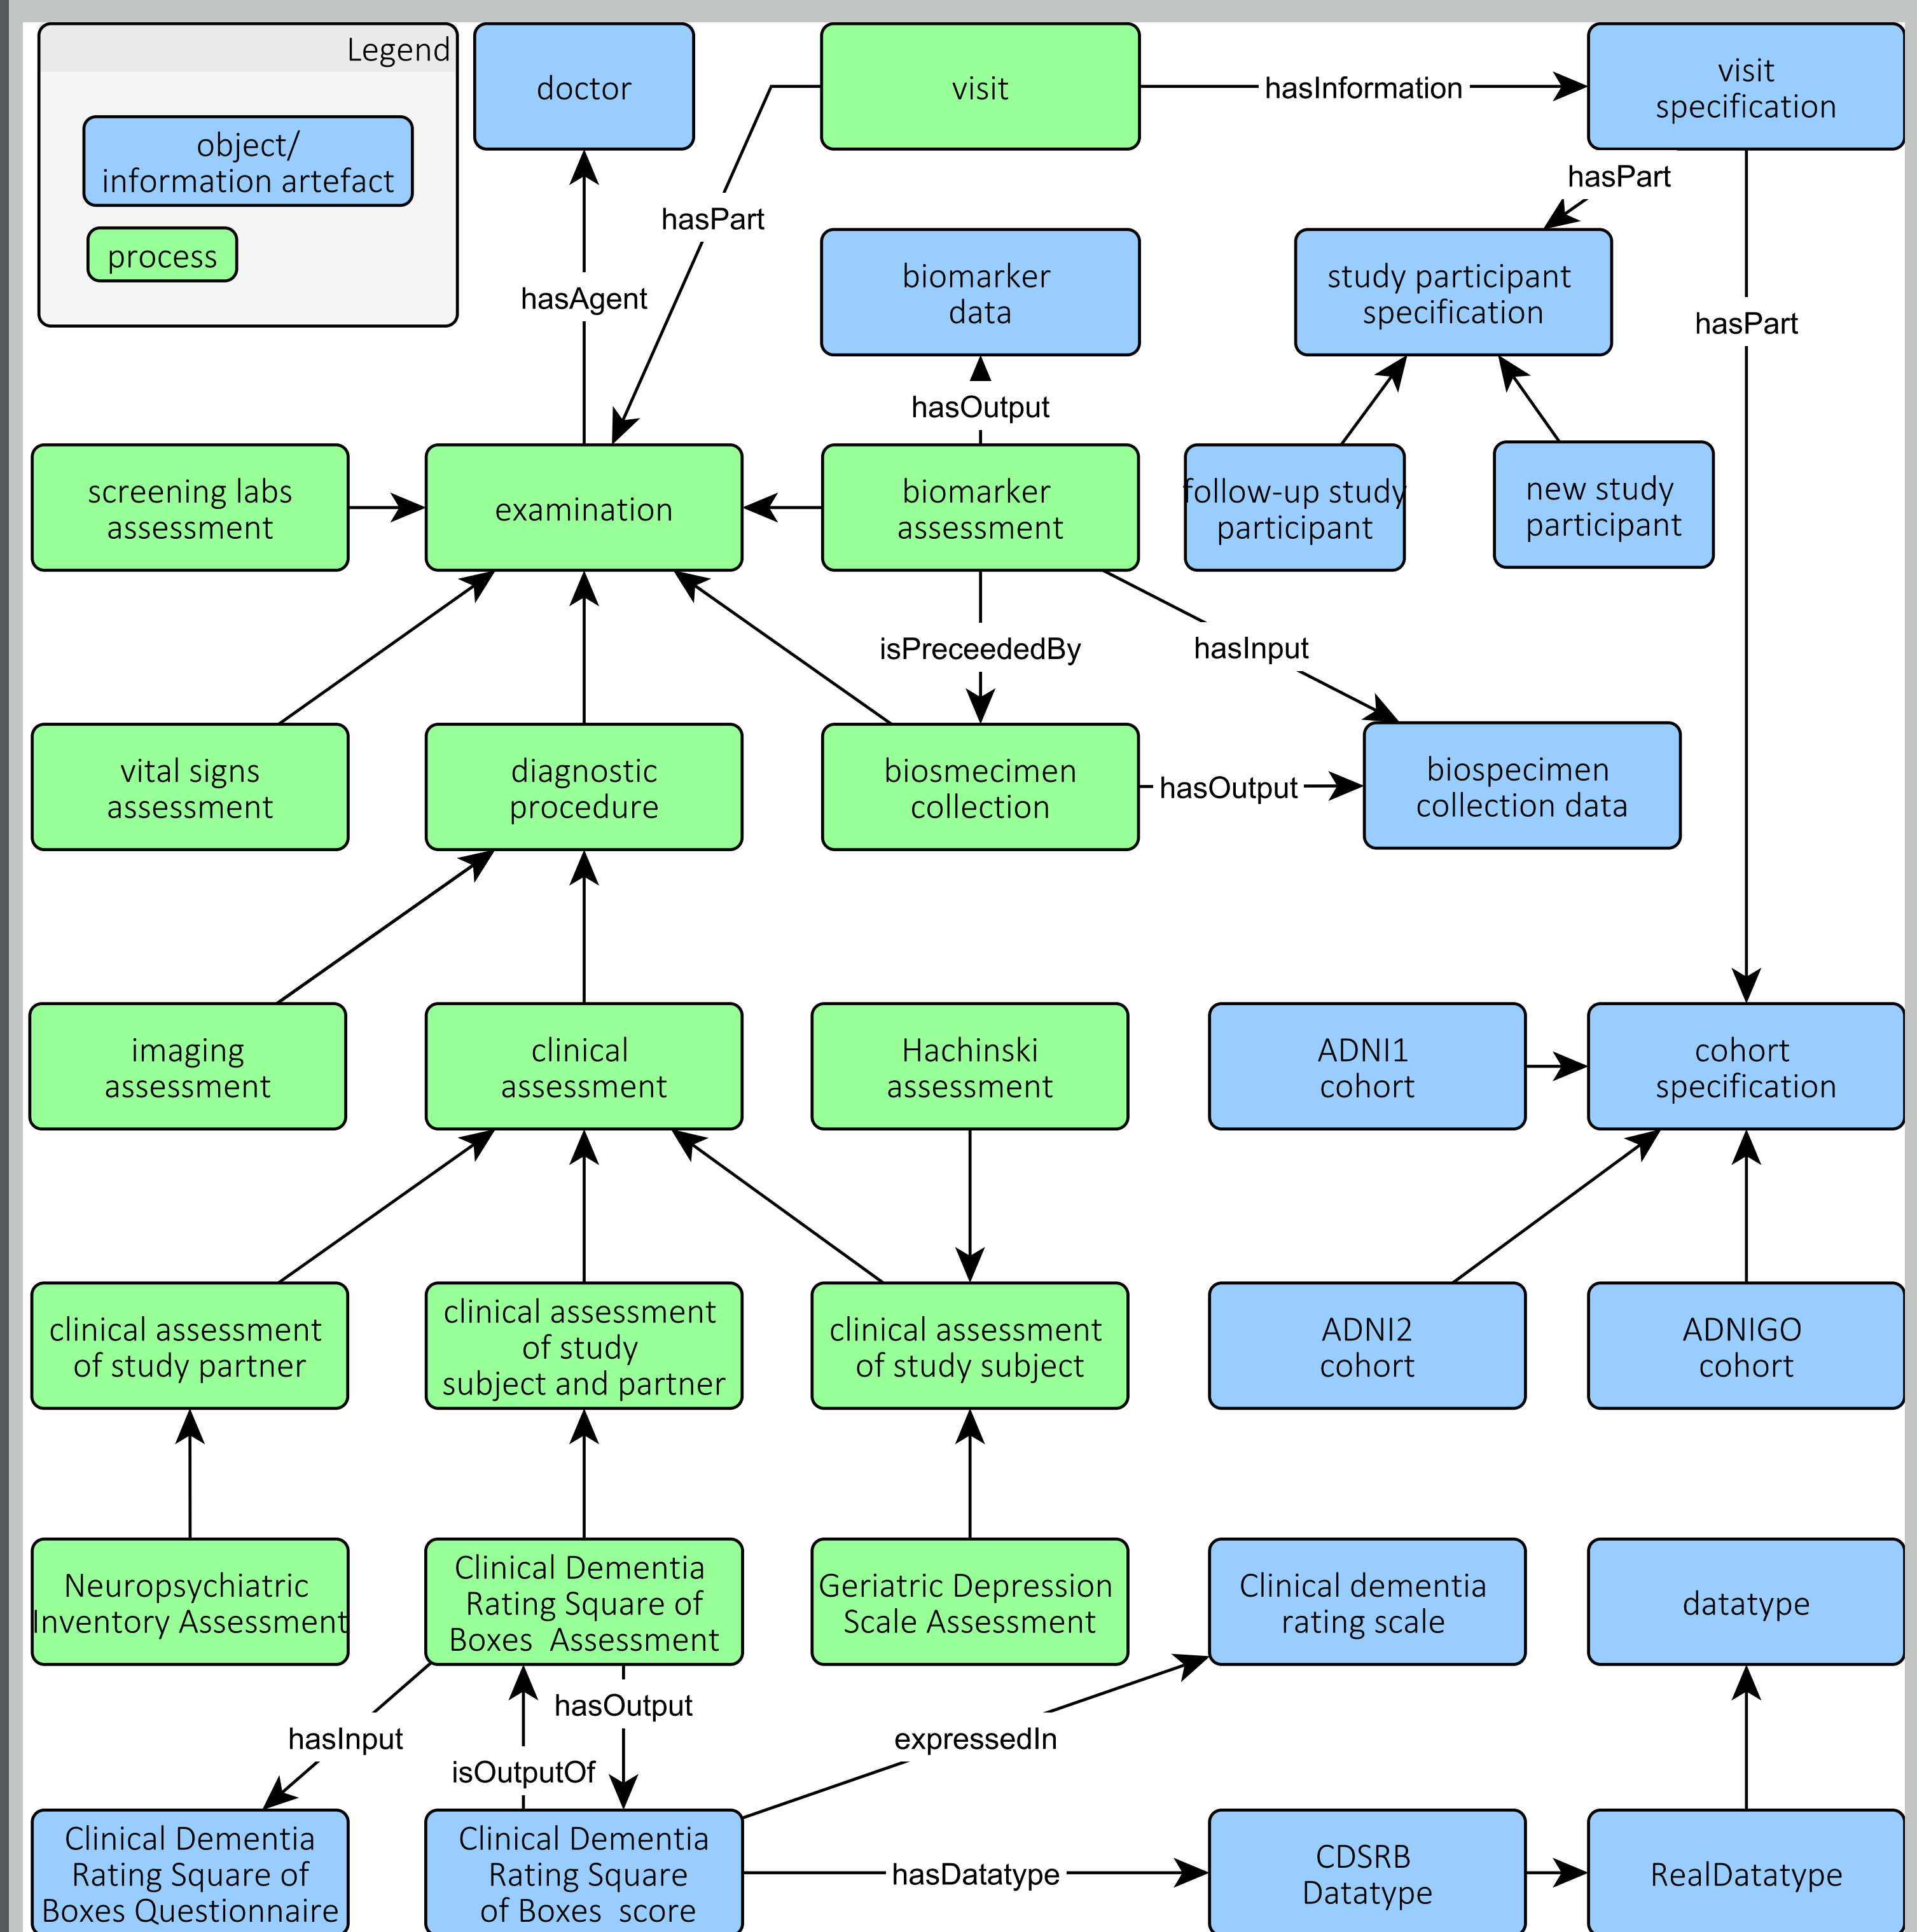 Legend
object/
information artefact
process
doctor
visit
hasInformation
visit
specification
hasPart
hasPart
hasAgent
biomarker
data
study participant
specification
hasPart
hasOutput
screening labs
assessment
examination
biomarker
assessment
follow-up study
participant
new study
participant
isPreceededBy
hasInput
vital signs
assessment
diagnostic
procedure
biosmecimen
collection
hasOutput
biospecimen
collection data
imaging
assessment
clinical
assessment
Hachinski
assessment
ADNI1
cohort
cohort
specification
clinical assessment
of study partner
clinical assessment
of study
subject and partner
clinical assessment
of study subject
ADNI2
cohort
ADNIGO
cohort
Neuropsychiatric
Inventory Assessment
Clinical Dementia
Rating Square of
Boxes  Assessment
Geriatric Depression
Scale Assessment
Clinical dementia
rating scale
datatype
hasOutput
hasInput
expressedIn
isOutputOf
Clinical Dementia
Rating Square of
Boxes Questionnaire
Clinical Dementia
Rating Square
of Boxes  score
hasDatatype
CDSRB
Datatype
RealDatatype